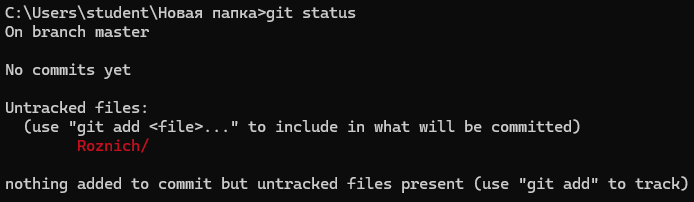 C:\Users\student\Новая папка>git status
On branch master
No commits yet
Untracked files:
(use "git add <file>..." to include in what will be committed)
Roznich/
nothing added to commit but untracked files present (use "git add" to track)